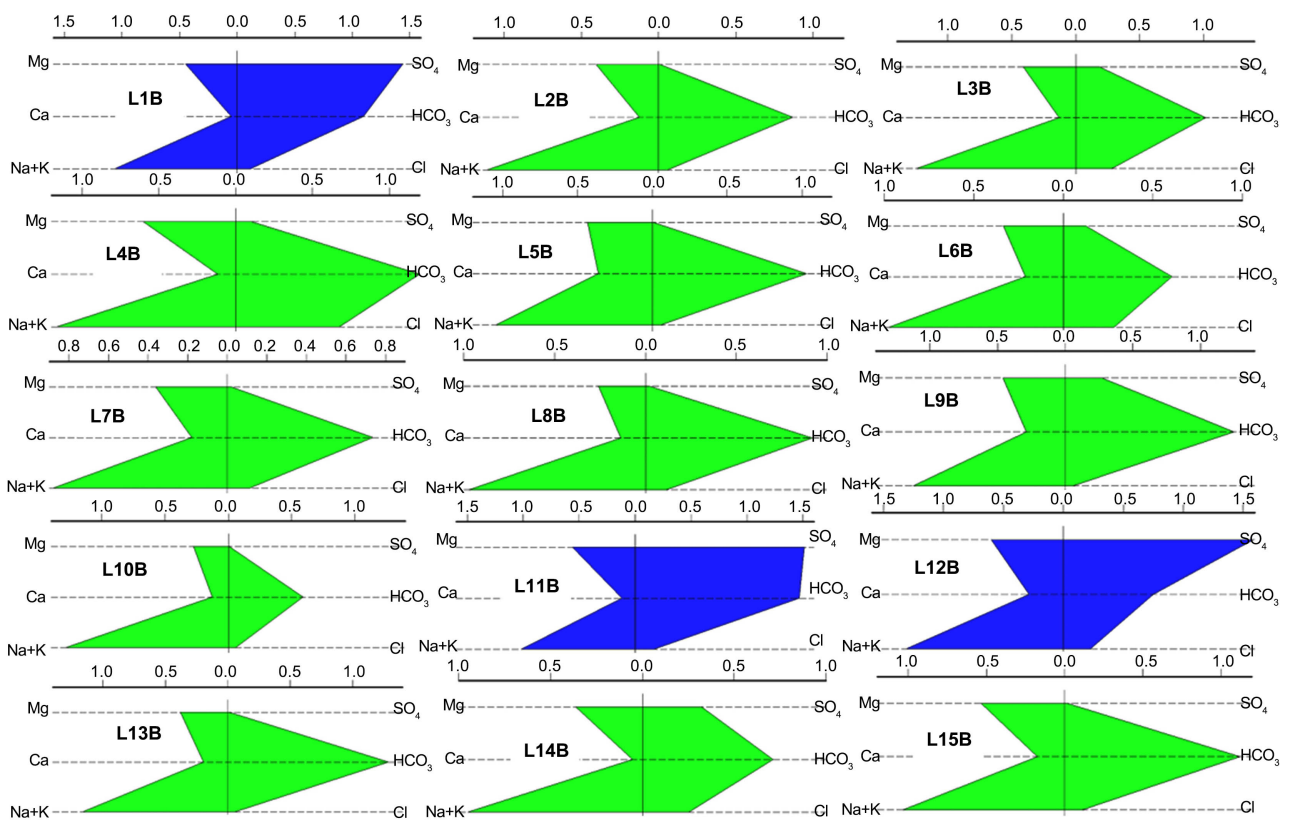 1.5 1.0 0.5 0.0 0.5 1.0 1.5
Mg SO4
L1B
Ca HCO3
Na+K Cl
1.0 0.5 0.0 0.5 1.0
Mg SO4
L2B
Ca HCO3
Na+K Cl
1.0 0.4 0.0 0.4 1.0
Mg SO4
L3B
Ca HCO3
Na+K Cl
1.0 0.5 0.0 0.5 1.0
Mg SO4
L4B
Ca HCO3
Na+K Cl
1.0 0.5 0.0 0.5 1.0
Mg SO4
L5B
Ca HCO3
Na+K Cl
1.0 0.5 0.0 0.5 1.0
Mg SO4
L6B
Ca HCO3
Na+K Cl
0.8 0.6 0.4 0.2 0.0 0.2 0.4 0.6 0.8
Mg SO4
L7B
Ca HCO3
Na+K Cl
1.0 0.5 0.0 0.5 1.0
Mg SO4
L8B
Ca HCO3
Na+K Cl
1.0 0.5 0.0 0.5 1.0
Mg SO4
L9B
Ca HCO3
Na+K Cl
1.0 0.5 0.0 0.5 1.0
Mg SO4
L10B
Ca HCO3
Na+K Cl
1.5 1.0 0.5 0.0 0.5 1.0 1.5
Mg SO4
L11B
Ca HCO3
Na+K Cl
1.5 1.0 0.5 0.0 0.5 1.0 1.5
Mg SO4
L12B
Ca HCO3
Na+K Cl
1.0 0.5 0.0 0.5 1.0
Mg SO4
L13B
Ca HCO3
Na+K Cl
1.0 0.5 0.0 0.5 1.0
Mg SO4
L14B
Ca HCO3
Na+K Cl
1.0 0.5 0.0 0.5 1.0
Mg SO4
L15B
Ca HCO3
Na+K Cl